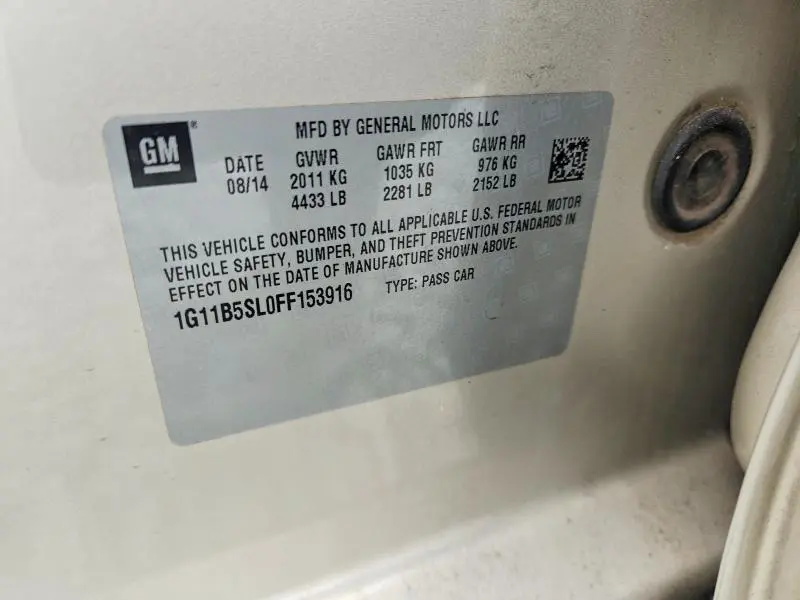 GM
MFD BY GENERAL MOTORS LLC
DATE GVWR GAWR FRT GAWR RR
08/14 2011 KG 1035 KG 976 KG
4433 LB 2281 LB 2152 LB
THIS VEHICLE CONFORMS TO ALL APPLICABLE U.S. FEDERAL MOTOR
VEHICLE SAFETY, BUMPER, AND THEFT PREVENTION STANDARDS IN
EFFECT ON THE DATE OF MANUFACTURE SHOWN ABOVE.
1G11B5SL0FF153916 TYPE: PASS CAR